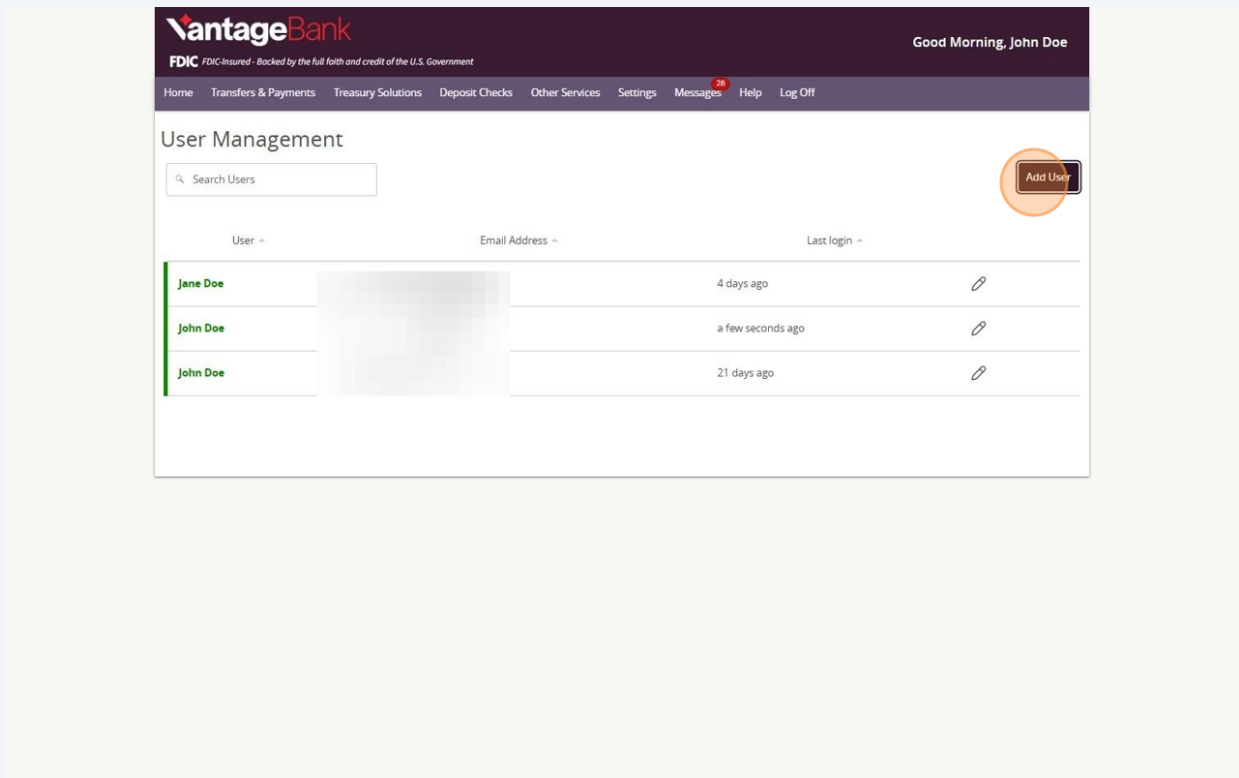 VantageBank
Good Morning, John Doe
FDIC FDIC-Insured - Backed by the full faith and credit of the U.S. Government
Home Transfers & Payments Treasury Solutions Deposit Checks Other Services Settings Messages 28 Help Log Off
User Management
Search Users
Add User
User Email Address Last login
Jane Doe 4 days ago
John Doe a few seconds ago
John Doe 21 days ago